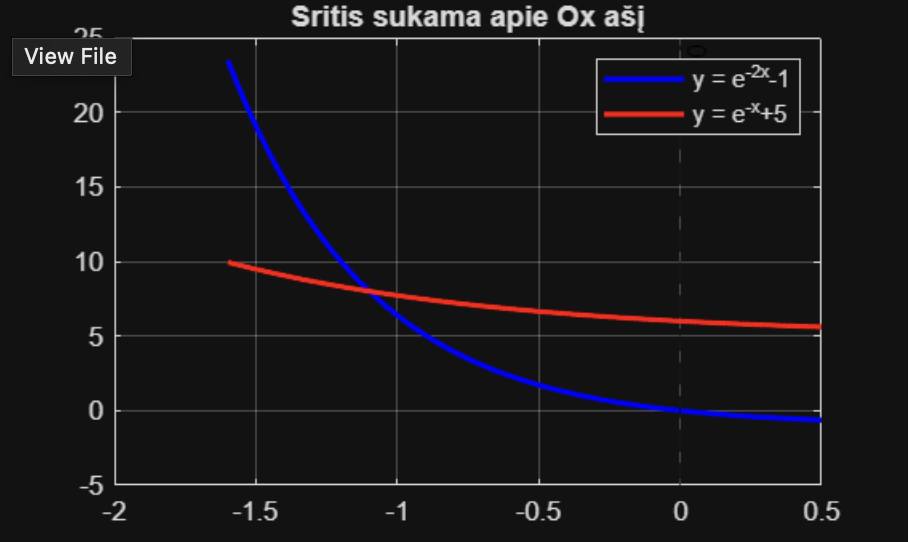 Sritis sukama apie Ox ašį
25
View File
y = e^-2x-1
y = e^-x+5
20
15
10
5
0
-5
-2 -1.5 -1 -0.5 0 0.5